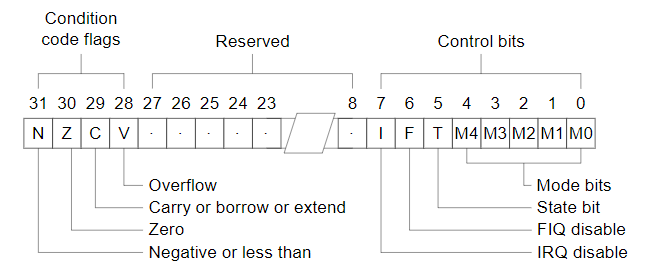 Condition
code flags
Reserved
Control bits
31 30 29 28 27 26 25 24 23 8 7 6 5 4 3 2 1 0
N Z C V · · · · · · I F T M4 M3 M2 M1 M0
Overflow
Carry or borrow or extend
Zero
Negative or less than
Mode bits
State bit
FIQ disable
IRQ disable